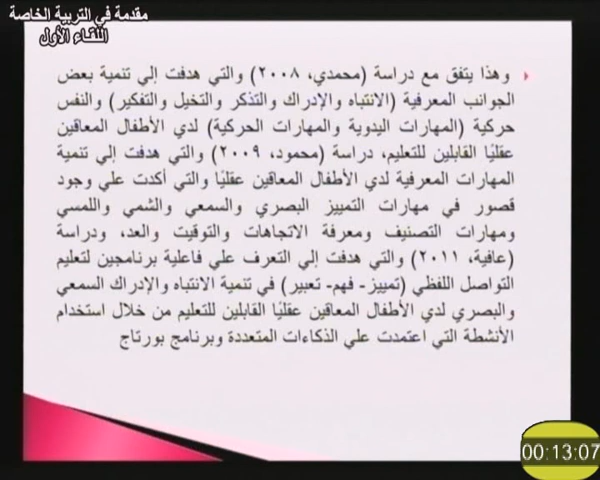 مقدمة في التربية الخاصة
اللقاء الأول
وهذا يتفق مع دراسة (محمدي، ٢٠٠٨) والتي هدفت إلي تنمية بعض
الجوانب المعرفية (الانتباه والإدراك والتذكر والتخيل والتفكير) والنفس
حركية (المهارات اليدوية والمهارات الحركية) لدي الأطفال المعاقين
عقليًا القابلين للتعليم، دراسة (محمود، ٢٠٠٩) والتي هدفت إلي تنمية
المهارات المعرفية لدي الأطفال المعاقين عقليًا والتي أكدت علي وجود
قصور في مهارات التمييز البصري والسمعي والشمي واللمسي
ومهارات التصنيف ومعرفة الاتجاهات والتوقيت والعد، ودراسة
(عافية، ٢٠١١) والتي هدفت إلي التعرف علي فاعلية برنامجين لتعليم
التواصل اللفظي (تمييز- فهم- تعبير) في تنمية الانتباه والإدراك السمعي
والبصري لدي الأطفال المعاقين عقليًا القابلين للتعليم من خلال استخدام
الأنشطة التي اعتمدت علي الذكاءات المتعددة وبرنامج بورتاج
00:13:07